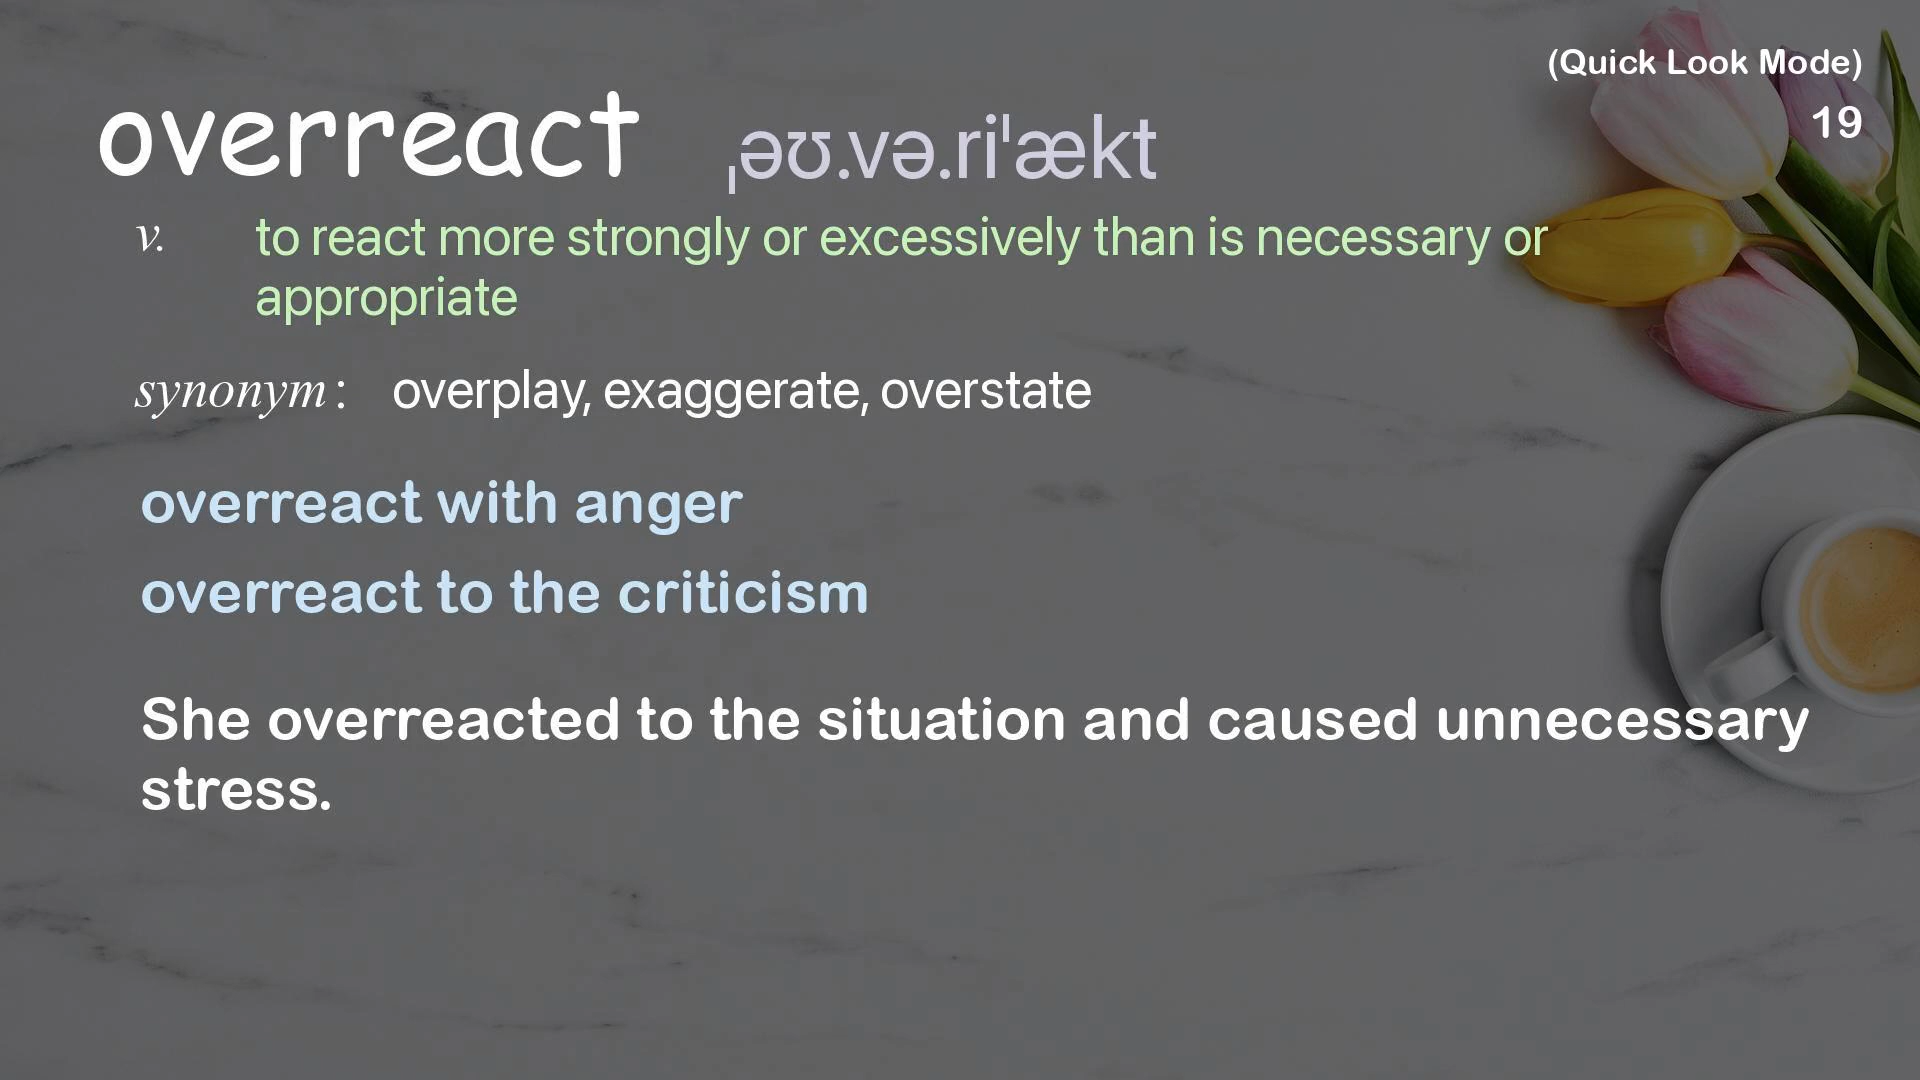 (Quick Look Mode)
19
overreact ˌəʊ.və.riˈækt
v. to react more strongly or excessively than is necessary or
appropriate
synonym: overplay, exaggerate, overstate
overreact with anger
overreact to the criticism
She overreacted to the situation and caused unnecessary
stress.